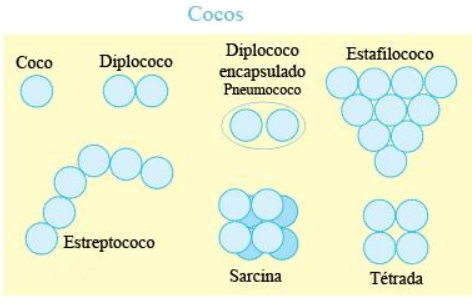 Cocos
Coco
Diplococo
Diplococo
encapsulado
Pneumococo
Estafilococo
Estreptococo
Sarcina
Tétrada